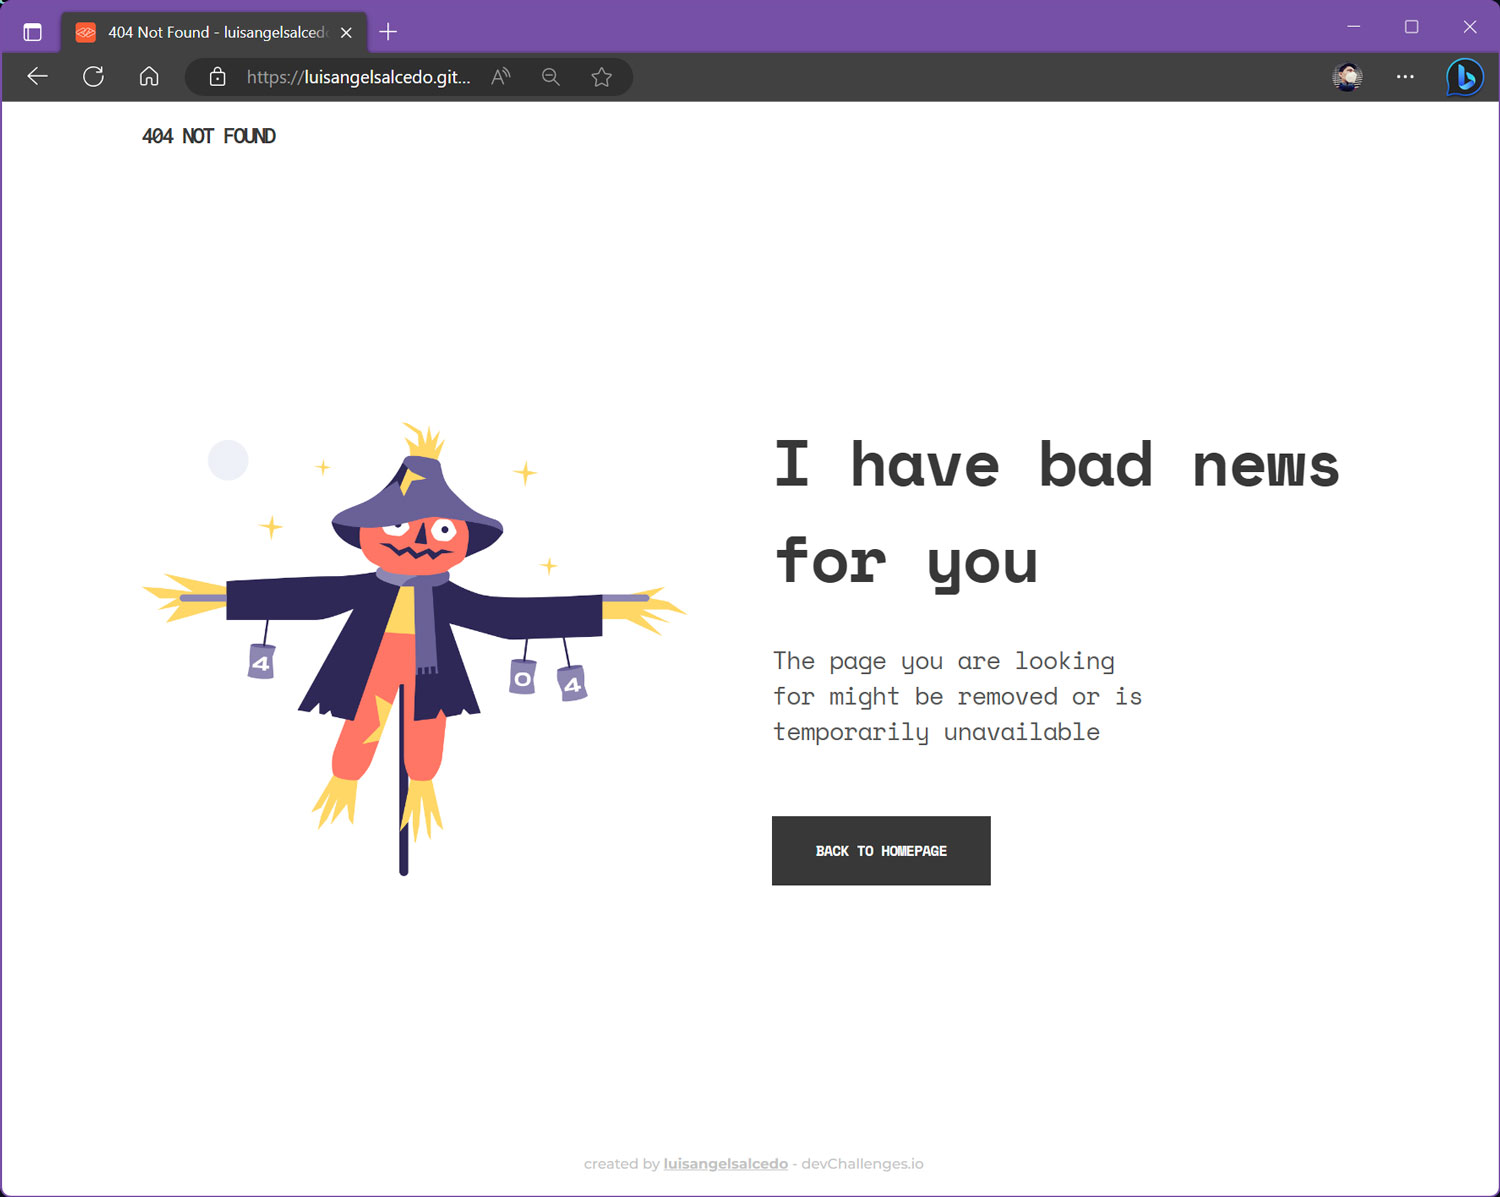 404 Not Found - luisangelsalced
https://luisangelsalcedo.git...
404 NOT FOUND
I have bad news
for you
4
0
4
The page you are looking
for might be removed or is
temporarily unavailable
BACK TO HOMEPAGE
created by luisangelsalcedo - devChallenges.io